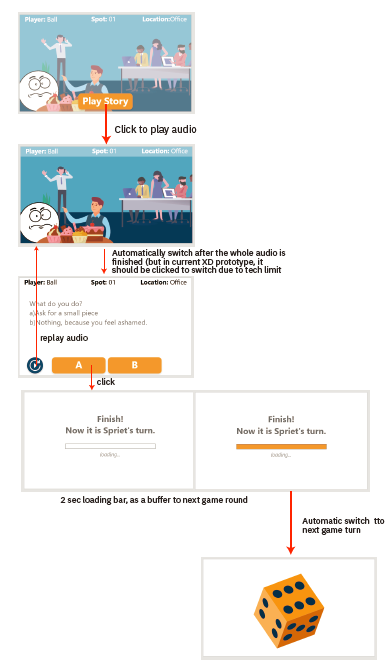 Player: Ball Spot: 01 Location:Office
Play Story
Click to play audio
Player: Ball Spot: 01 Location: Office
Automatically switch after the whole audio is
finished (but in current XD prototype, it
should be clicked to switch due to tech limit
Player: Ball Spot: 01 Location: Office
What do you do?
a)Ask for a small piece
b)Nothing, because you feel ashamed.
replay audio
A B
click
Finish! Finish!
Now it is Spriet's turn. Now it is Spriet's turn.
loading... loading...
2 sec loading bar, as a buffer to next game round
Automatic switch tto
next game turn